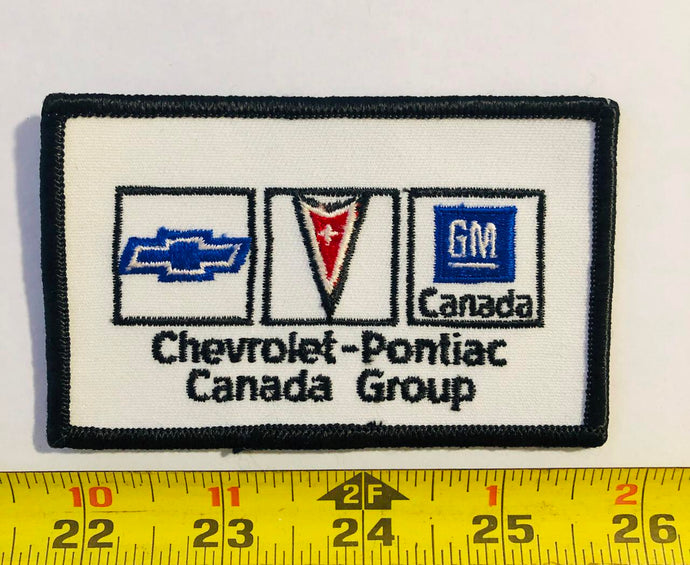 GM
Canada
Chevrolet-Pontiac
Canada Group
10 11 2F 1 2
22 23 24 25 26